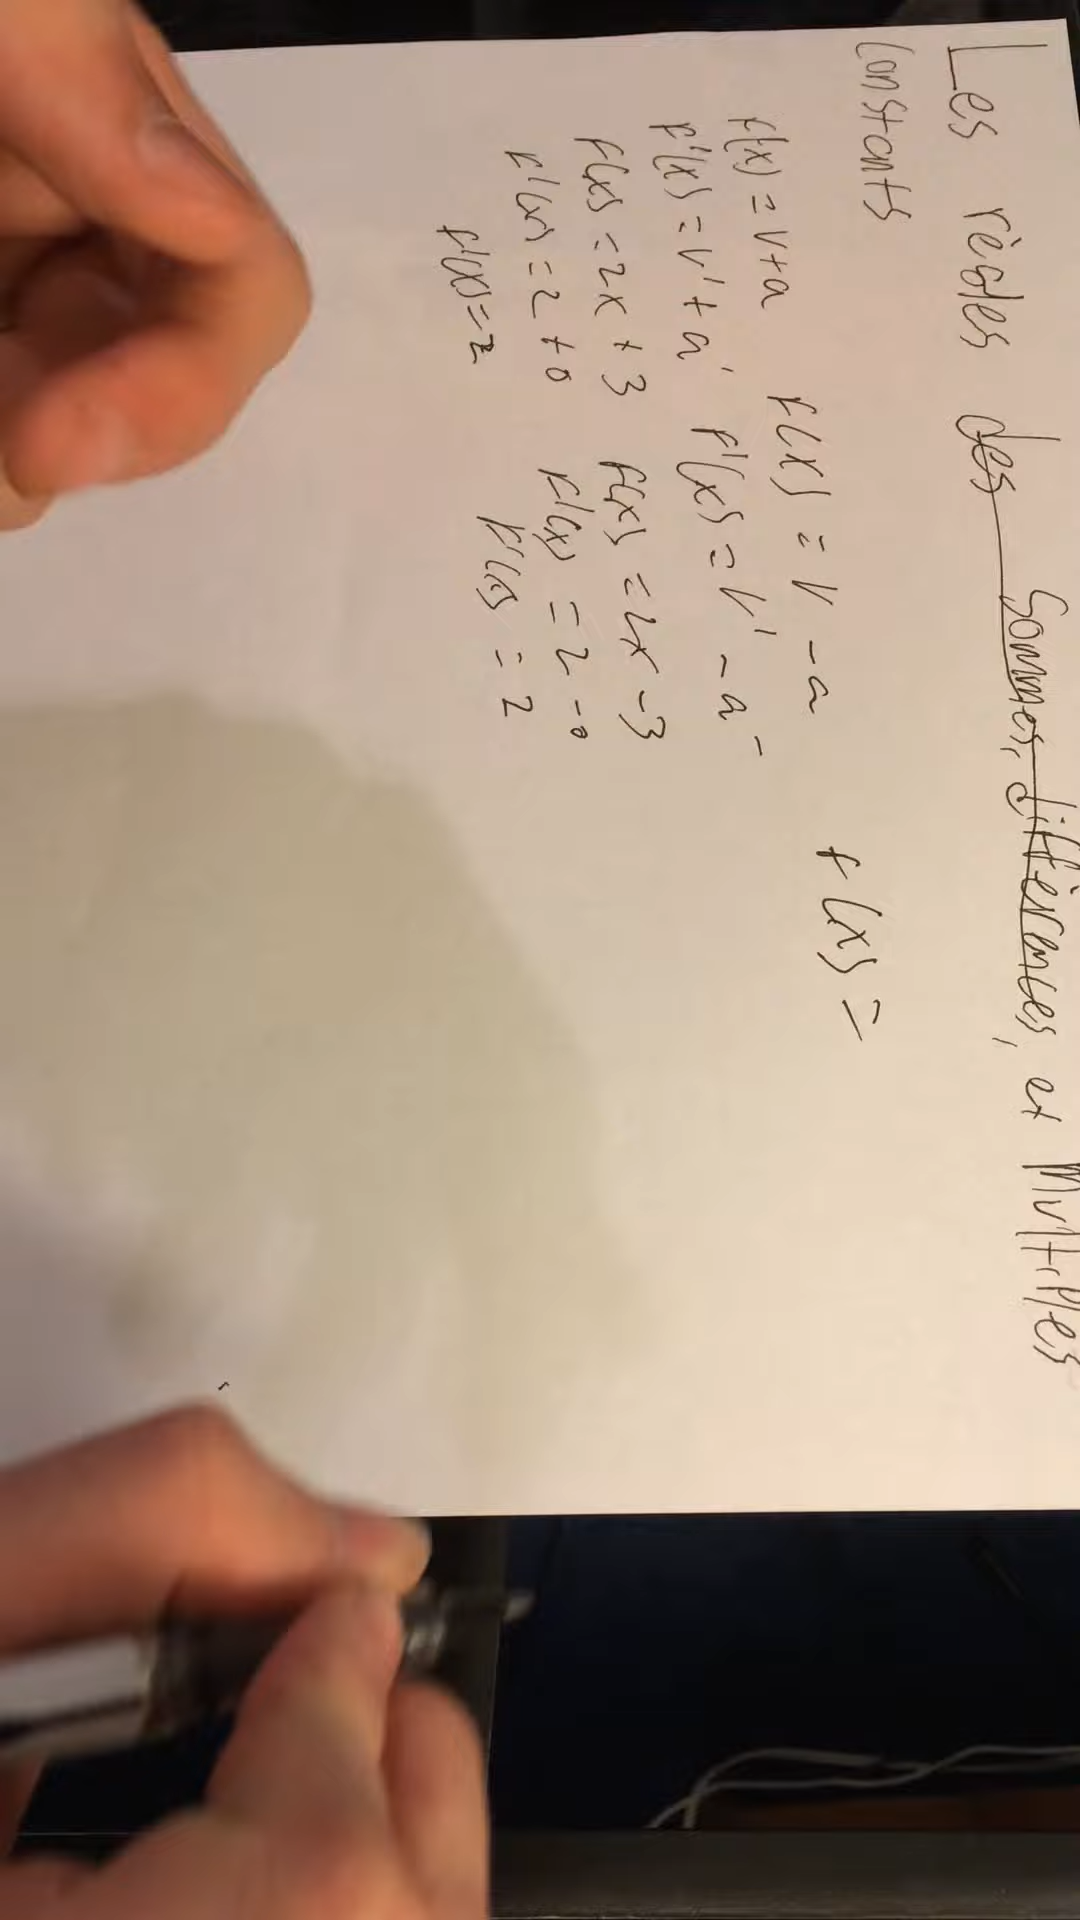 Les règles des sommes, différences, et Multiples
Constants
f(x) = v+a
f'(x) = v' + a'
f(x) = 2x + 3
f'(x) = 2 + 0
f'(x) = 2
f(x) = v - a
f'(x) = v' - a'
f(x) = 2x - 3
f'(x) = 2 - 0
f'(x) = 2
f(x) =